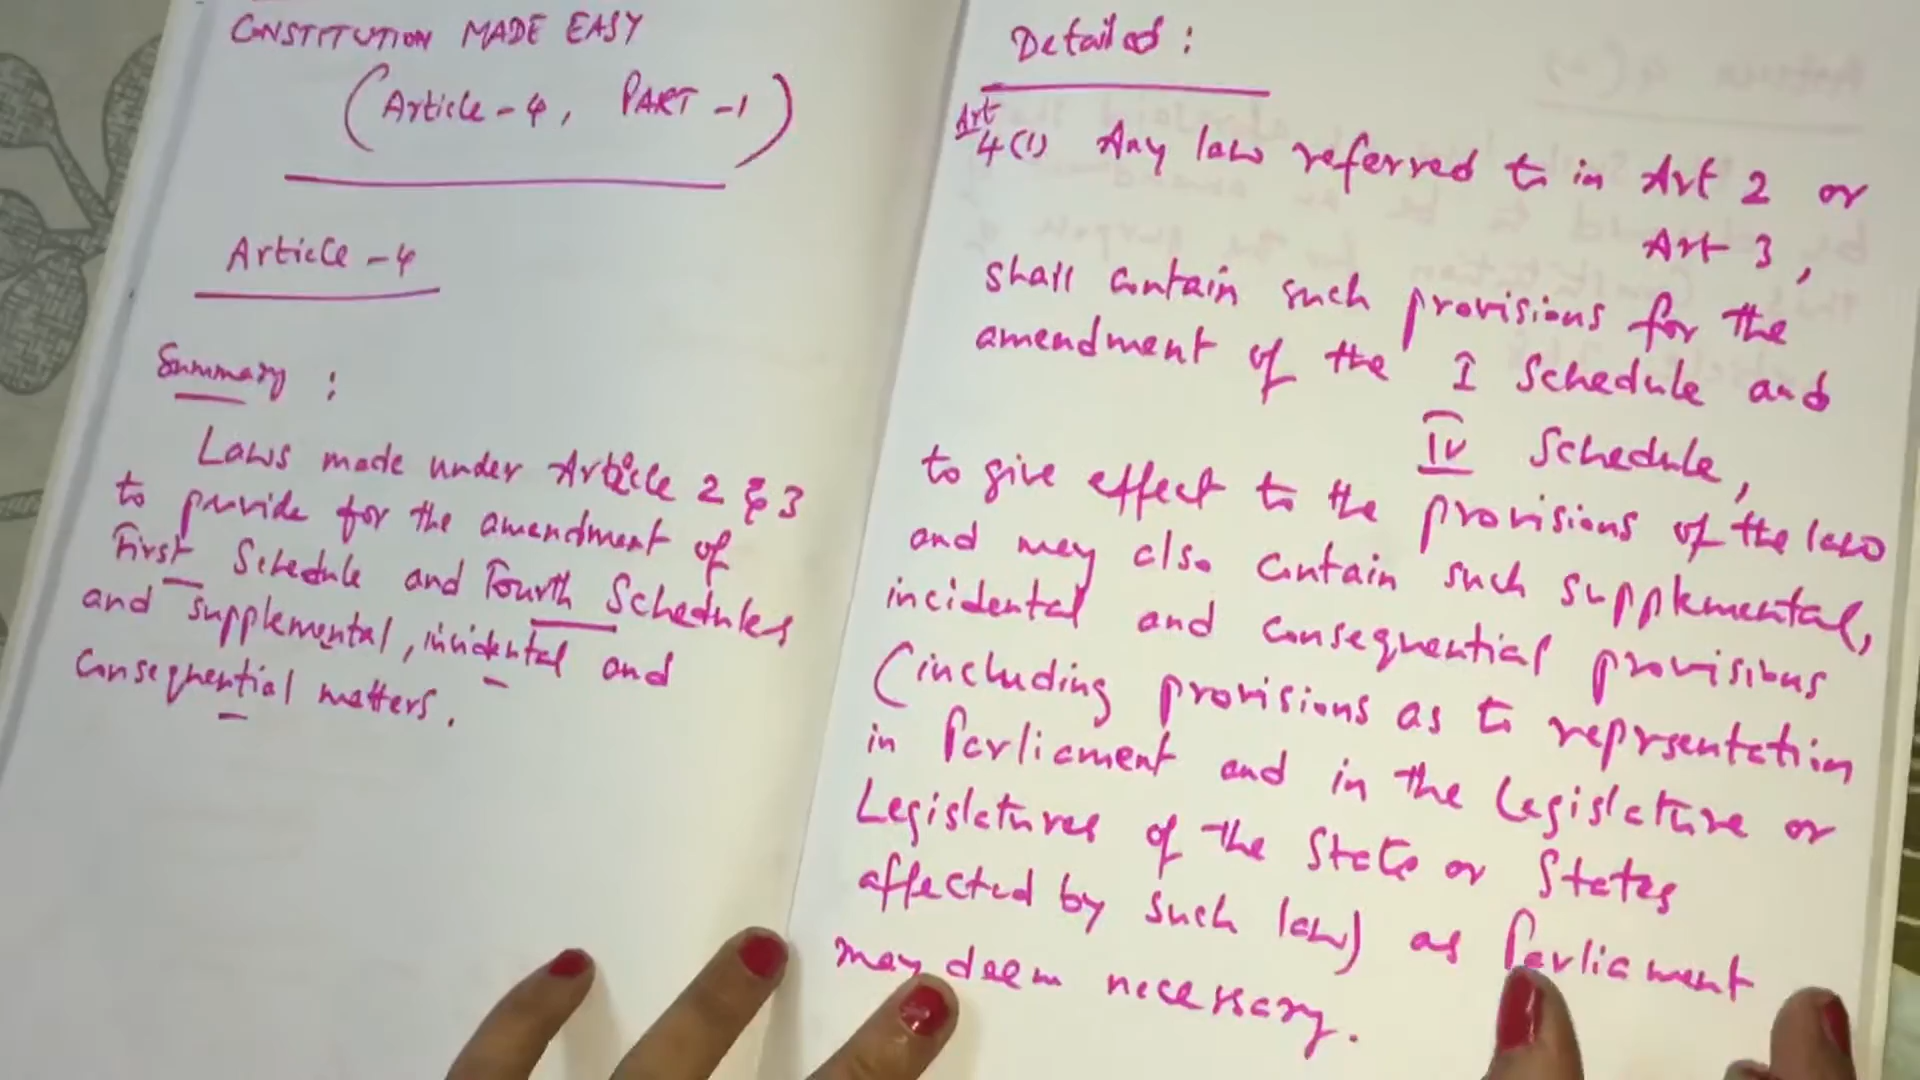 CONSTITUTION MADE EASY
(Article-4, PART-1)
Article-4
Summary :
Laws made under Article 2 & 3
to provide for the amendment of
First Schedule and Fourth Schedules
and supplemental, incidental and
Consequential matters.
Detailed :
Art
4(1) Any law referred to in Art 2 or
Art 3,
shall contain such provisions for the
amendment of the I Schedule and
IV Schedule,
to give effect to the provisions of the law
and may also contain such supplemental,
incidental and consequential provisions
(including provisions as to reprsentation
in Parliament and in the Legislature or
Legislatures of the State or States
affected by such law) as Parliament
may deem necessary.